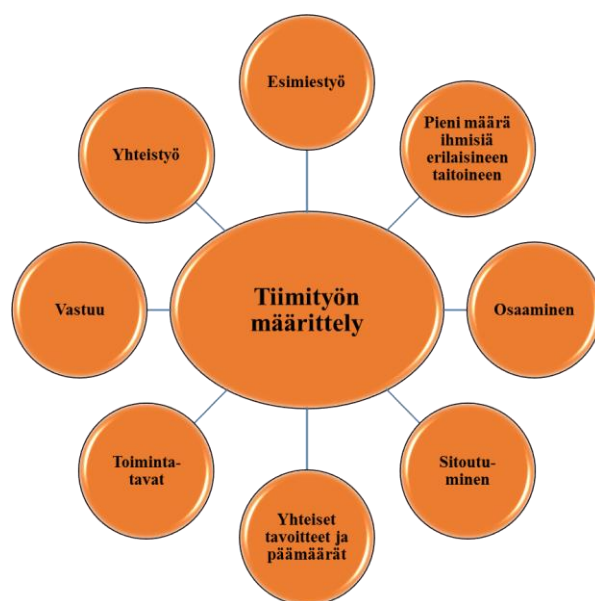 Esimiestyö
Pieni määrä
ihmisiä
erilaisineen
taitoineen
Yhteistyö
Tiimityön
määrittely
Vastuu
Osaaminen
Toiminta-
tavat
Sitoutu-
minen
Yhteiset
tavoitteet ja
päämäärät